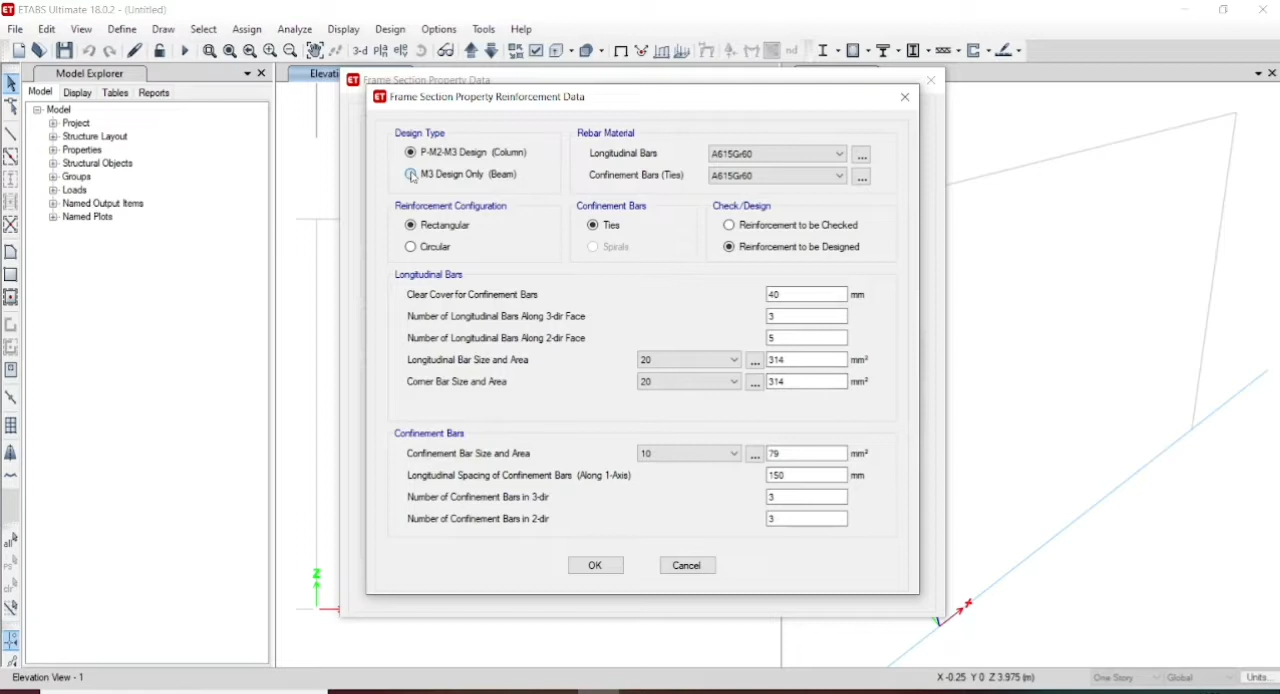 ET ETABS Ultimate 18.0.2 - (Untitled)
File Edit View Define Draw Select Assign Analyze Display Design Options Tools Help
3-d nd
Model Explorer
Elevati
ET Frame Section Property Data
Model Display Tables Reports
Model
Project
Structure Layout
Properties
Structural Objects
Groups
Loads
Named Output Items
Named Plots
ET Frame Section Property Reinforcement Data
Design Type
P-M2-M3 Design (Column)
M3 Design Only (Beam)
Rebar Material
Longitudinal Bars A615Gr60 ...
Confinement Bars (Ties) A615Gr60 ...
Reinforcement Configuration
Rectangular
Circular
Confinement Bars
Ties
Spirals
Check/Design
Reinforcement to be Checked
Reinforcement to be Designed
Longitudinal Bars
Clear Cover for Confinement Bars 40 mm
Number of Longitudinal Bars Along 3-dir Face 3
Number of Longitudinal Bars Along 2-dir Face 5
Longitudinal Bar Size and Area 20 ... 314 mm²
Corner Bar Size and Area 20 ... 314 mm²
Confinement Bars
Confinement Bar Size and Area 10 ... 79 mm²
Longitudinal Spacing of Confinement Bars (Along 1-Axis) 150 mm
Number of Confinement Bars in 3-dir 3
Number of Confinement Bars in 2-dir 3
OK Cancel
all
PS
clr
Z
X
Elevation View - 1
X -0.25 Y 0 Z 3.975 (m)
One Story Global Units...